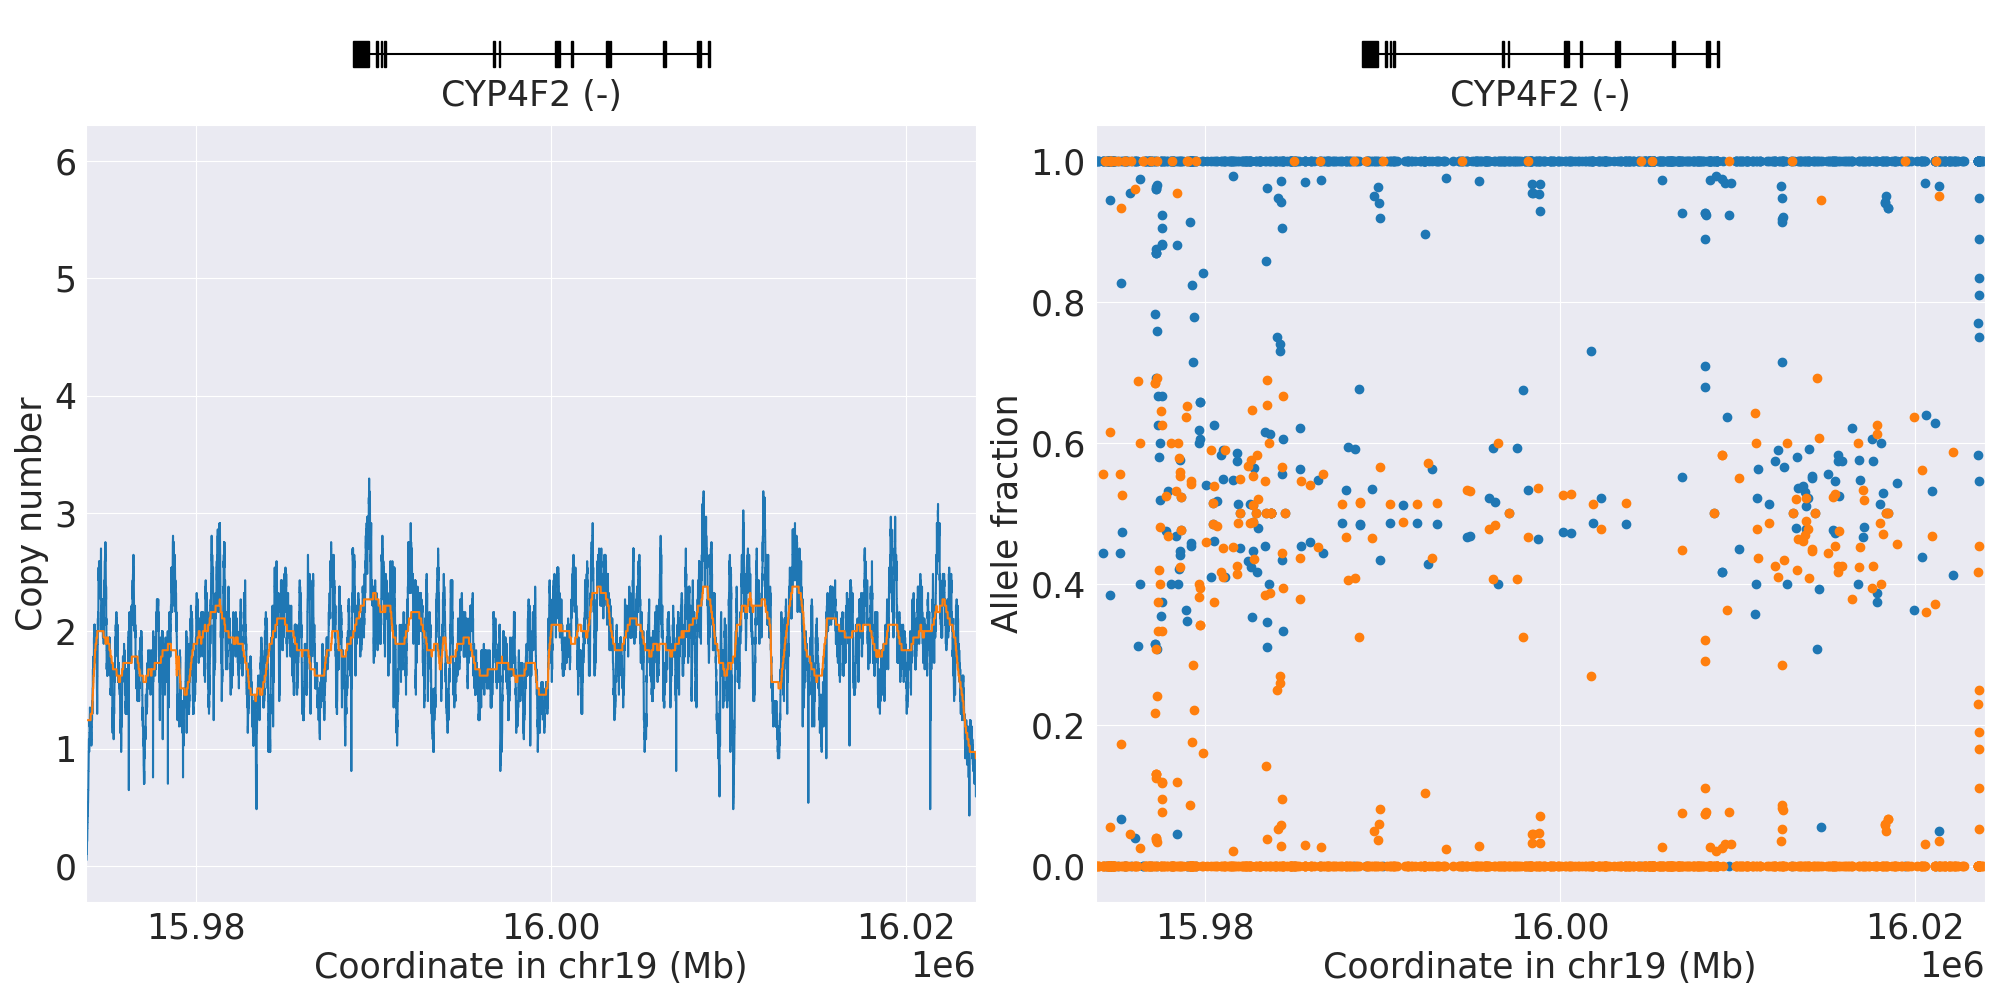 CYP4F2 (-)
Copy number
6
5
4
3
2
1
0
15.98
16.00
16.02
Coordinate in chr19 (Mb)
1e6
CYP4F2 (-)
Allele fraction
1.0
0.8
0.6
0.4
0.2
0.0
15.98
16.00
16.02
Coordinate in chr19 (Mb)
1e6